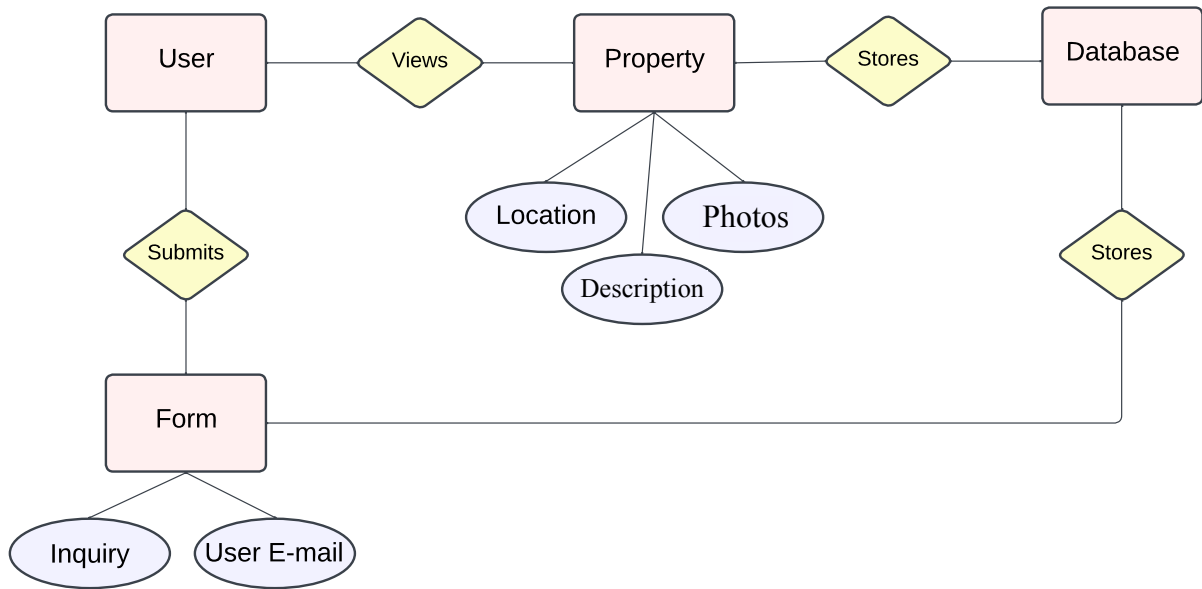 User
Views
Property
Stores
Database
Location
Photos
Description
Submits
Stores
Form
Inquiry
User E-mail